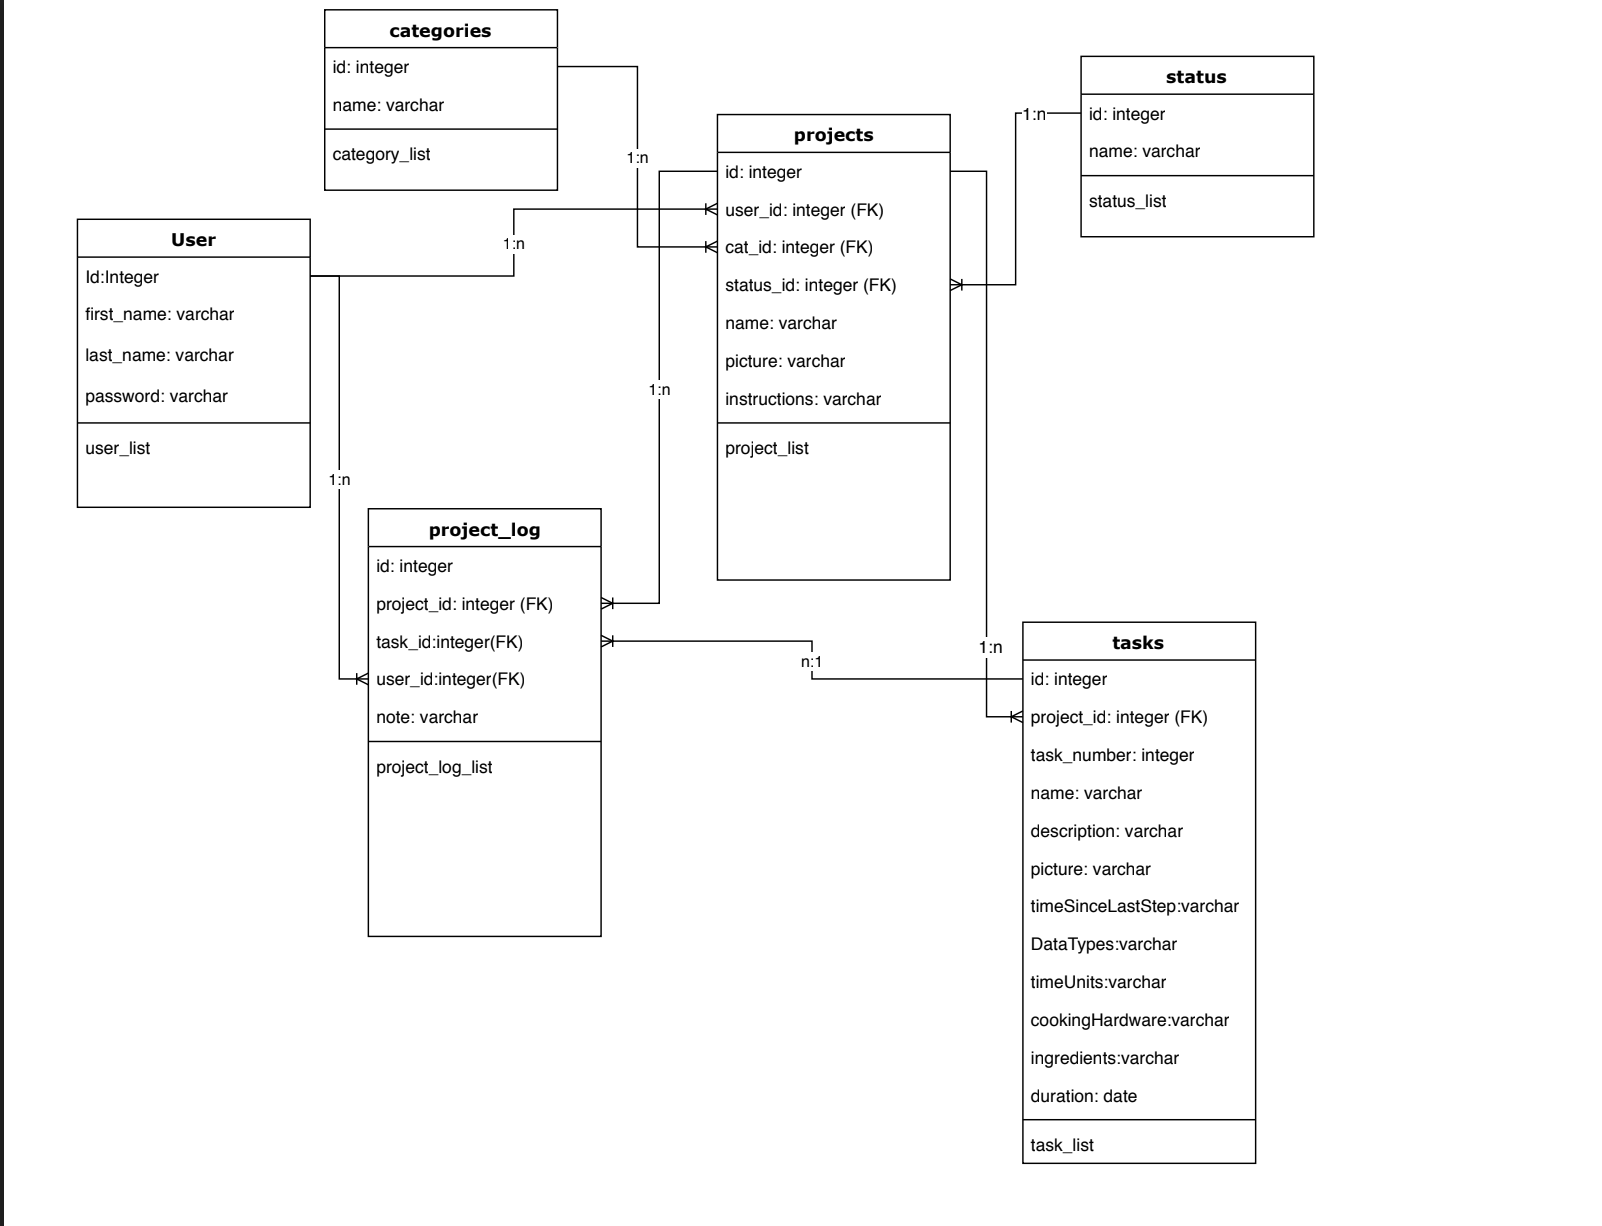 categories
id: integer
name: varchar
category_list
status
id: integer
name: varchar
status_list
projects
id: integer
user_id: integer (FK)
cat_id: integer (FK)
status_id: integer (FK)
name: varchar
picture: varchar
instructions: varchar
project_list
User
Id:Integer
first_name: varchar
last_name: varchar
password: varchar
user_list
project_log
id: integer
project_id: integer (FK)
task_id:integer(FK)
user_id:integer(FK)
note: varchar
project_log_list
tasks
id: integer
project_id: integer (FK)
task_number: integer
name: varchar
description: varchar
picture: varchar
timeSinceLastStep:varchar
DataTypes:varchar
timeUnits:varchar
cookingHardware:varchar
ingredients:varchar
duration: date
task_list
1:n
1:n
1:n
1:n
1:n
1:n
n:1